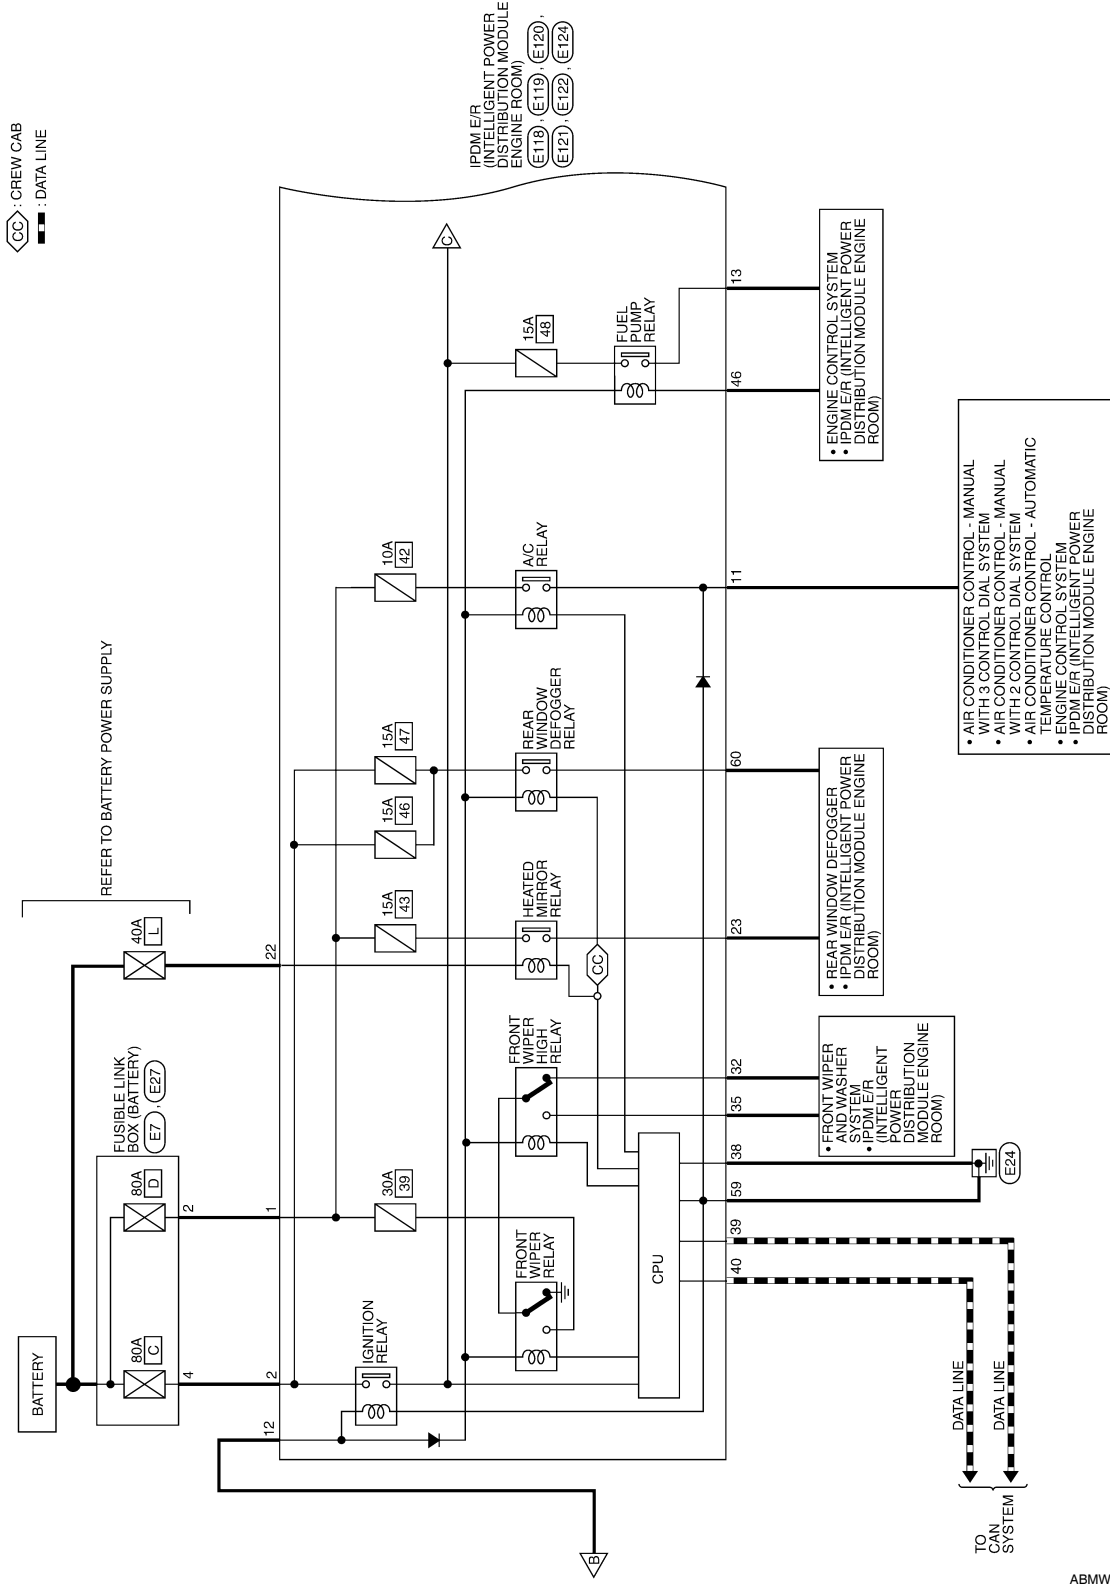 CC : CREW CAB
: DATA LINE
IPDM E/R
(INTELLIGENT POWER
DISTRIBUTION MODULE
ENGINE ROOM)
E118 , E119 , E120 ,
E121 , E122 , E124
REFER TO BATTERY POWER SUPPLY
BATTERY
FUSIBLE LINK
BOX (BATTERY)
E7 , E27
80A
C
80A
D
40A
L
4
2
12
2
1
22
B
C
IGNITION
RELAY
30A
39
15A
43
15A
46
15A
47
10A
42
15A
48
FRONT
WIPER
RELAY
FRONT
WIPER
HIGH
RELAY
HEATED
MIRROR
RELAY
REAR
WINDOW
DEFOGGER
RELAY
A/C
RELAY
FUEL
PUMP
RELAY
CC
CPU
40
39
59
38
35
32
23
60
11
46
13
DATA LINE
DATA LINE
TO
CAN
SYSTEM
E24
• FRONT WIPER
AND WASHER
SYSTEM
• IPDM E/R
(INTELLIGENT
POWER
DISTRIBUTION
MODULE ENGINE
ROOM)
• REAR WINDOW DEFOGGER
• IPDM E/R (INTELLIGENT POWER
DISTRIBUTION MODULE ENGINE
ROOM)
• AIR CONDITIONER CONTROL - MANUAL
WITH 3 CONTROL DIAL SYSTEM
• AIR CONDITIONER CONTROL - MANUAL
WITH 2 CONTROL DIAL SYSTEM
• AIR CONDITIONER CONTROL - AUTOMATIC
TEMPERATURE CONTROL
• ENGINE CONTROL SYSTEM
• IPDM E/R (INTELLIGENT POWER
DISTRIBUTION MODULE ENGINE
ROOM)
• ENGINE CONTROL SYSTEM
• IPDM E/R (INTELLIGENT POWER
DISTRIBUTION MODULE ENGINE
ROOM)
ABMW